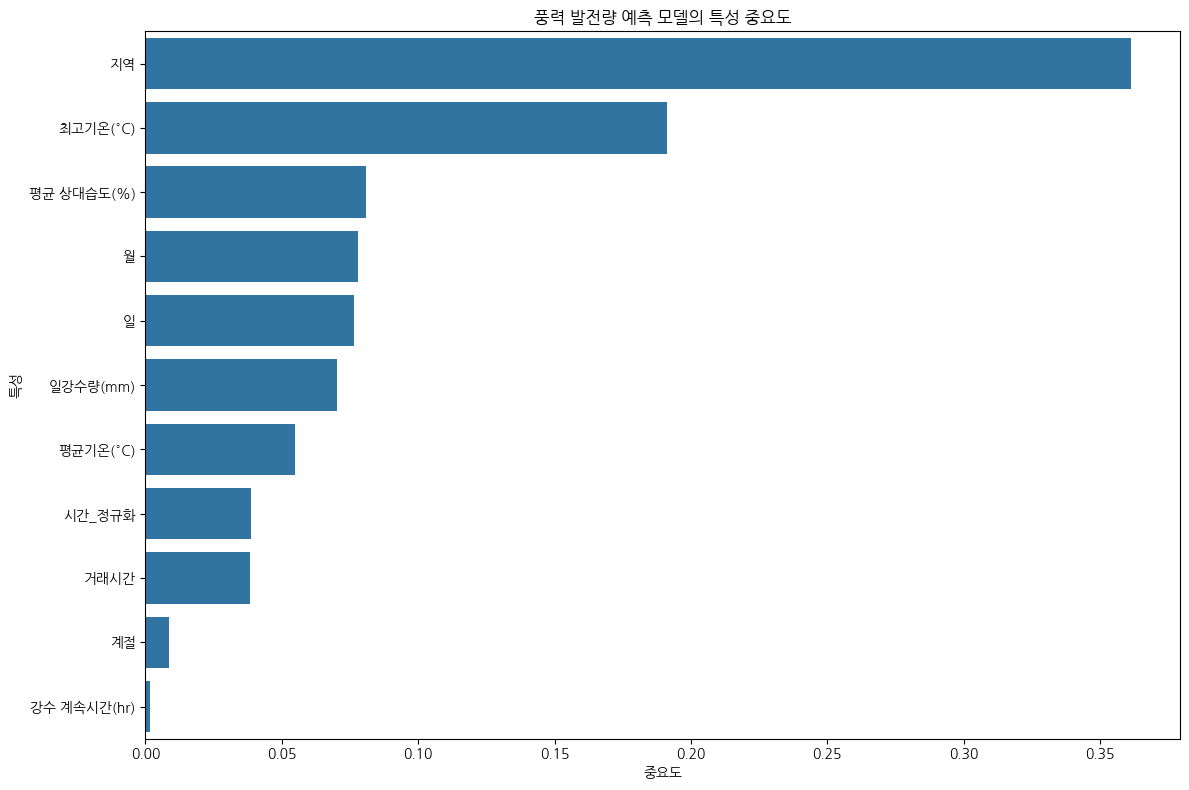 풍력 발전량 예측 모델의 특성 중요도
특성
지역
최고기온(°C)
평균 상대습도(%)
월
일
일강수량(mm)
평균기온(°C)
시간_정규화
거래시간
계절
강수 계속시간(hr)
0.00 0.05 0.10 0.15 0.20 0.25 0.30 0.35
중요도